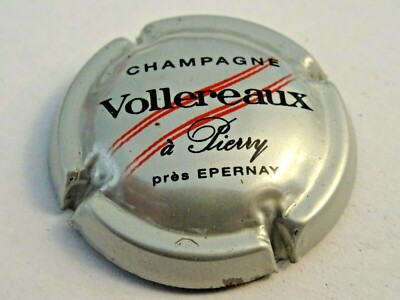 CHAMPAGNE
Vollereaux
à Pierry
près EPERNAY